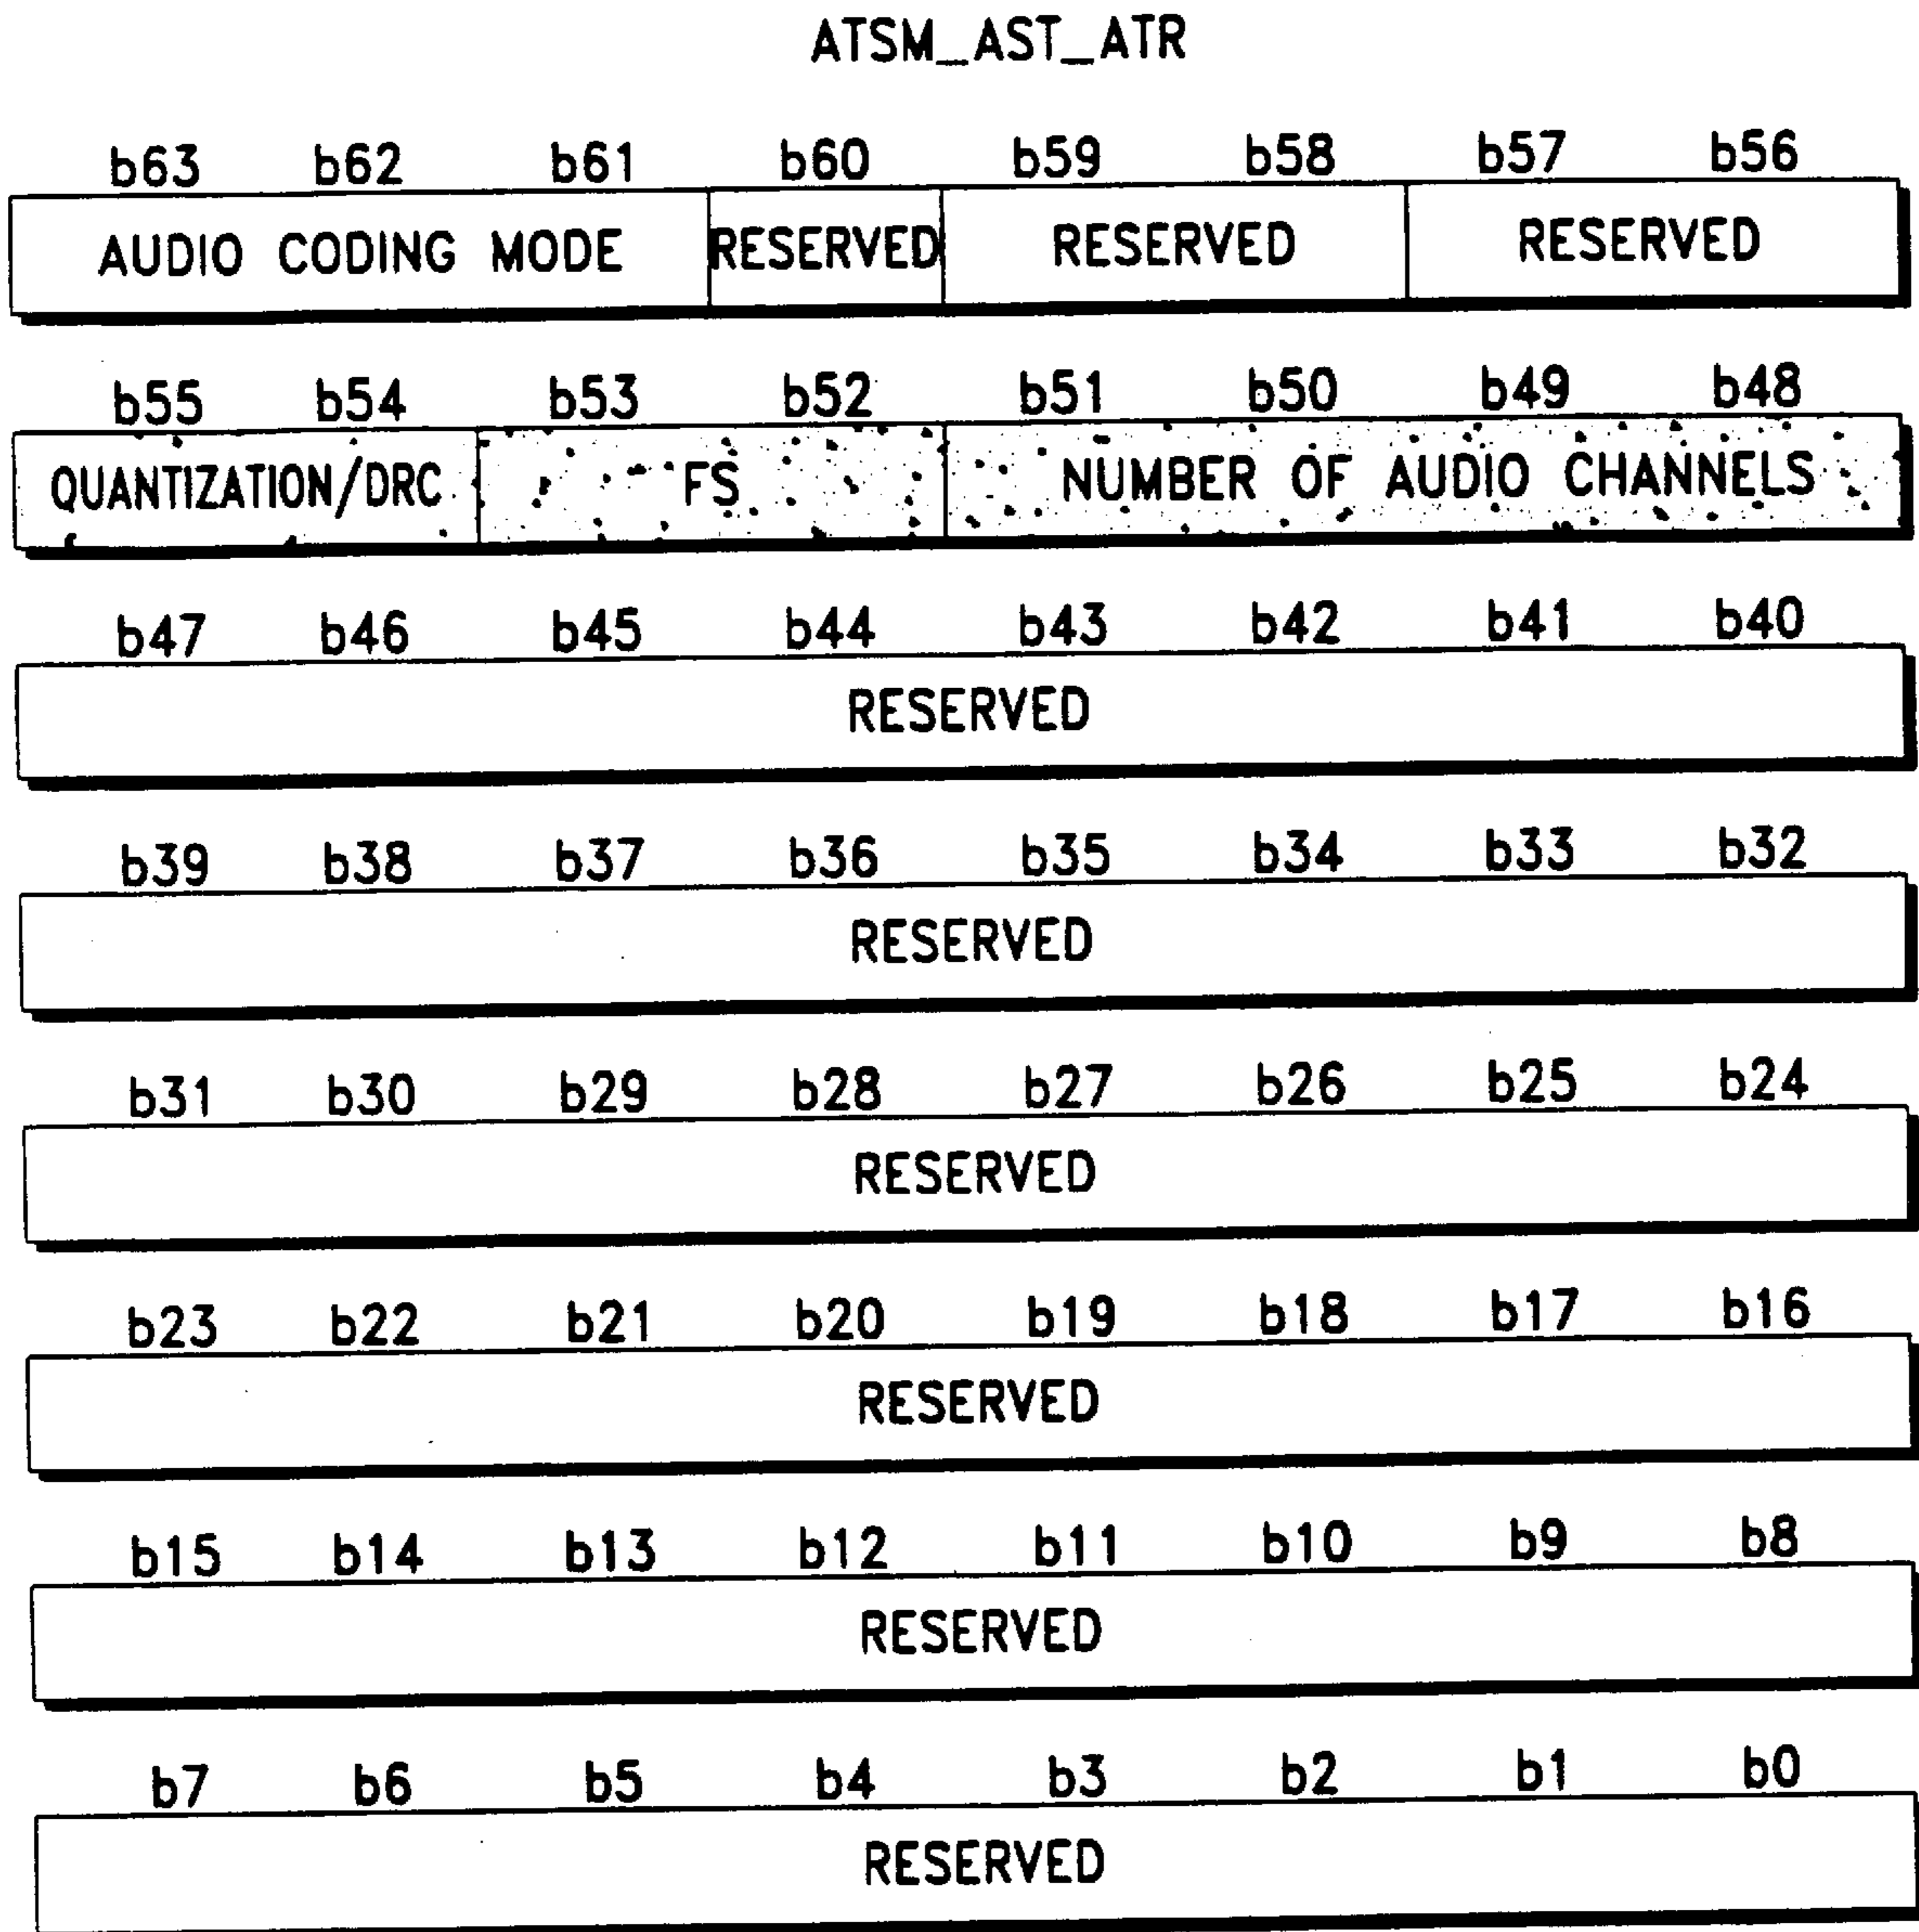 ATSM_AST_ATR
b63 b62 b61 b60 b59 b58 b57 b56
AUDIO CODING MODE RESERVED RESERVED RESERVED
b55 b54 b53 b52 b51 b50 b49 b48
QUANTIZATION/DRC FS NUMBER OF AUDIO CHANNELS
b47 b46 b45 b44 b43 b42 b41 b40
RESERVED
b39 b38 b37 b36 b35 b34 b33 b32
RESERVED
b31 b30 b29 b28 b27 b26 b25 b24
RESERVED
b23 b22 b21 b20 b19 b18 b17 b16
RESERVED
b15 b14 b13 b12 b11 b10 b9 b8
RESERVED
b7 b6 b5 b4 b3 b2 b1 b0
RESERVED